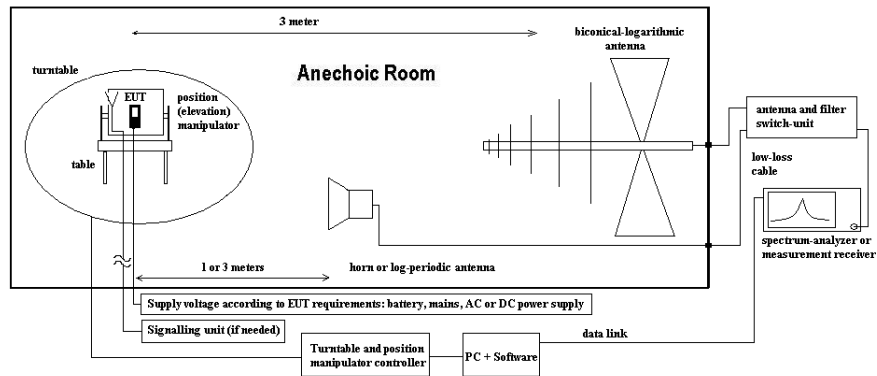 3 meter
biconical-logarithmic
antenna
turntable
Anechoic Room
EUT
position
(elevation)
manipulator
table
antenna and filter
switch-unit
low-loss
cable
spectrum-analyzer or
measurement receiver
1 or 3 meters
horn or log-periodic antenna
Supply voltage according to EUT requirements: battery, mains, AC or DC power supply
Signalling unit (if needed)
data link
Turntable and position
manipulator controller
PC + Software